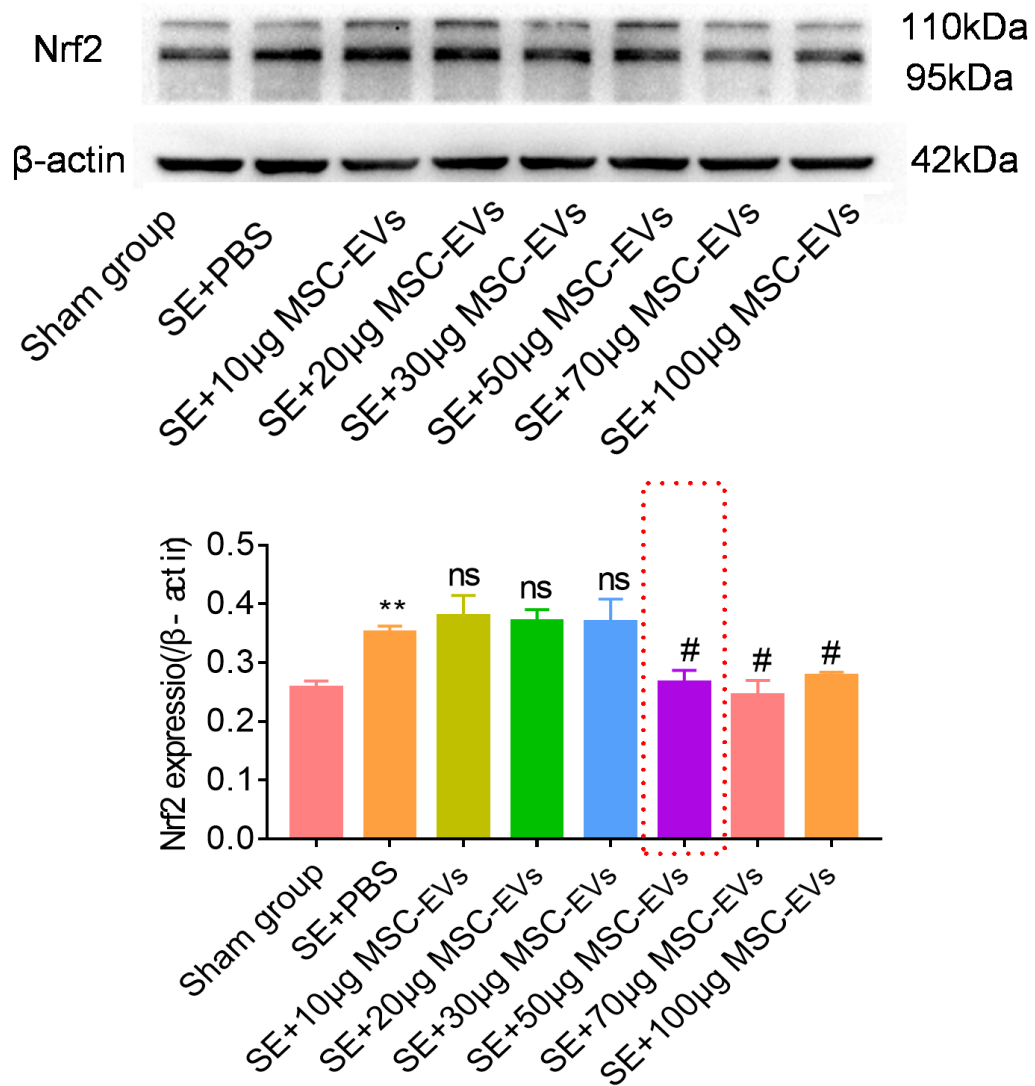 Nrf2
110kDa
95kDa
β-actin
42kDa
Sham group
SE+PBS
SE+10μg MSC-EVs
SE+20μg MSC-EVs
SE+30μg MSC-EVs
SE+50μg MSC-EVs
SE+70μg MSC-EVs
SE+100μg MSC-EVs
Nrf2 expressio(/β- actin)
0.5
0.4
0.3
0.2
0.1
0.0
**
ns
ns
ns
#
#
#
Sham group
SE+PBS
SE+10μg MSC-EVs
SE+20μg MSC-EVs
SE+30μg MSC-EVs
SE+50μg MSC-EVs
SE+70μg MSC-EVs
SE+100μg MSC-EVs